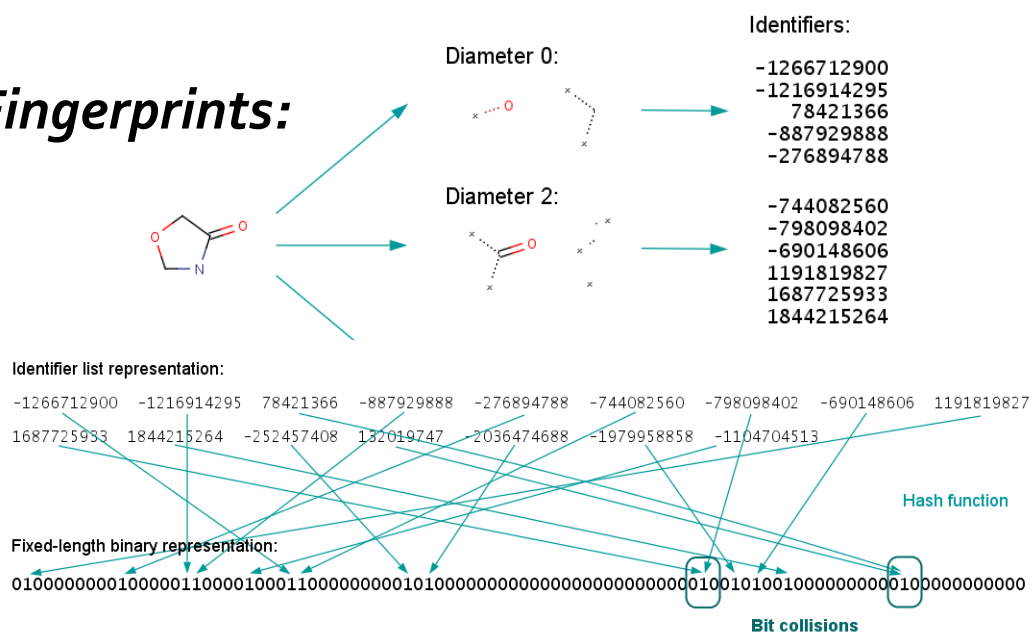 Identifiers:
Diameter 0:
-1266712900
-1216914295
78421366
-887929888
-276894788
Fingerprints:
x O x x
Diameter 2:
-744082560
-798098402
-690148606
1191819827
1687725933
1844215264
O O N
x O x x x x
Identifier list representation:
-1266712900 -1216914295 78421366 -887929888 -276894788 -744082560 -798098402 -690148606 1191819827
1687725933 1844215264 -252457408 132019747 -2036474688 -1979958858 -1104704513
Hash function
Fixed-length binary representation:
01000000000100000110000010001100000000001010000000000000000000000000010010110010000000000100000000000
Bit collisions